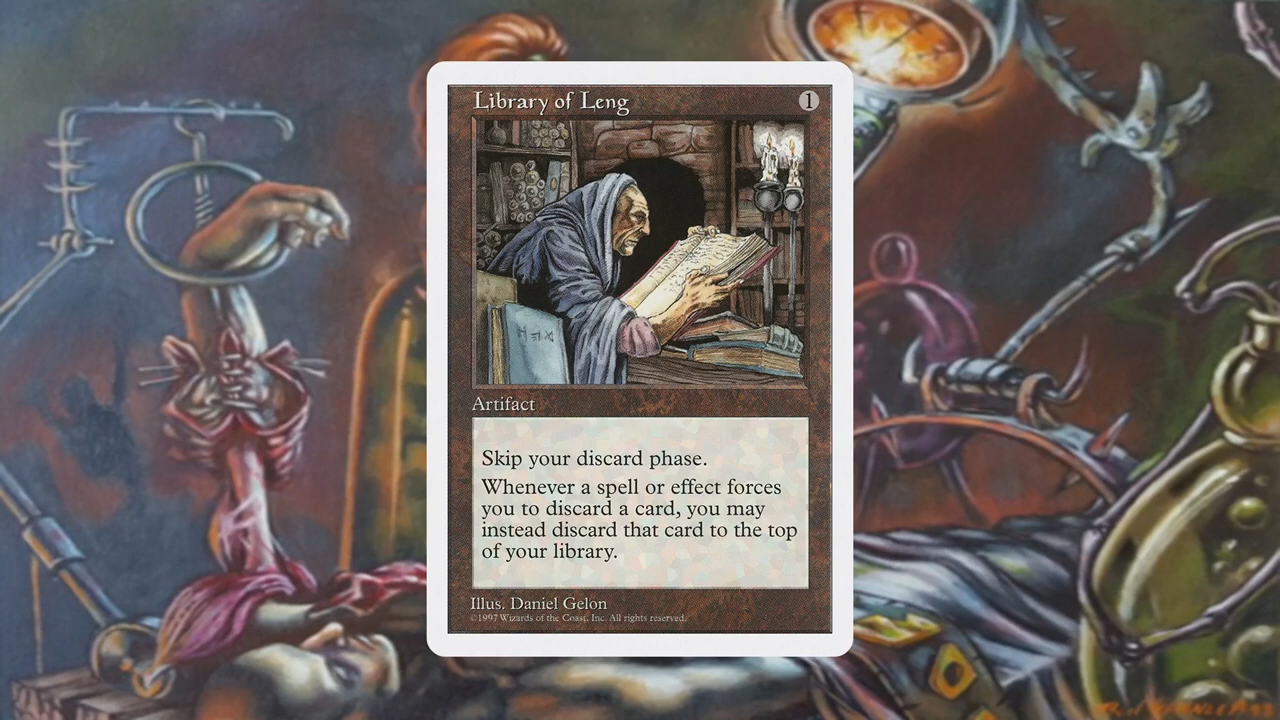 Library of Leng 1
Artifact
Skip your discard phase.
Whenever a spell or effect forces
you to discard a card, you may
instead discard that card to the top
of your library.
Illus. Daniel Gelon
©1997 Wizards of the Coast, Inc. All rights reserved.